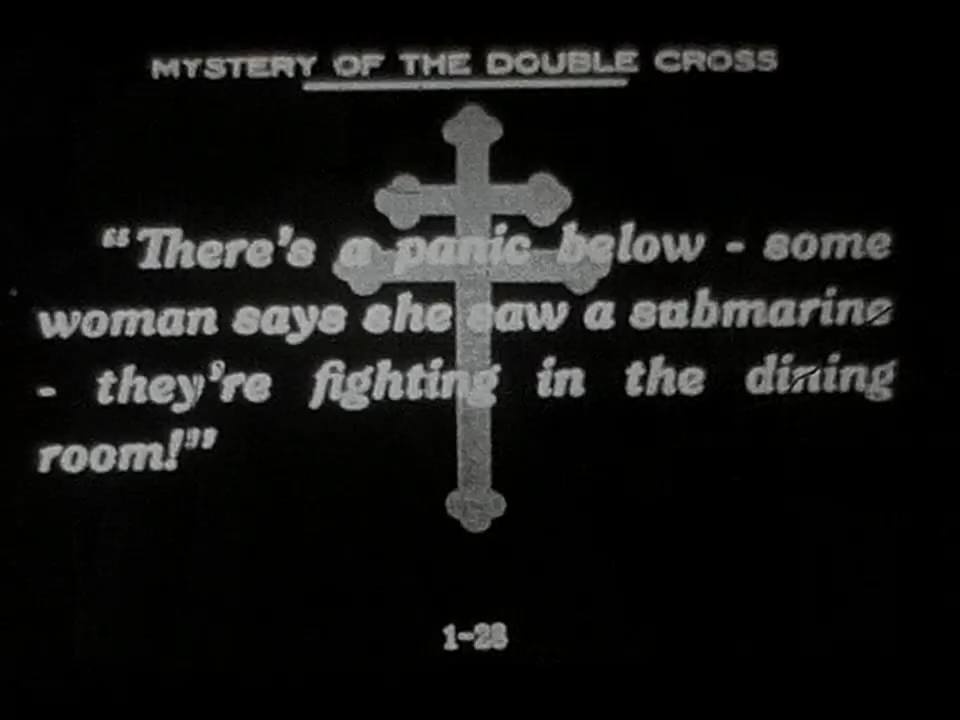 MYSTERY OF THE DOUBLE CROSS
“There's a panic below - some
woman says she saw a submarine
- they're fighting in the dining
room!”
1-28